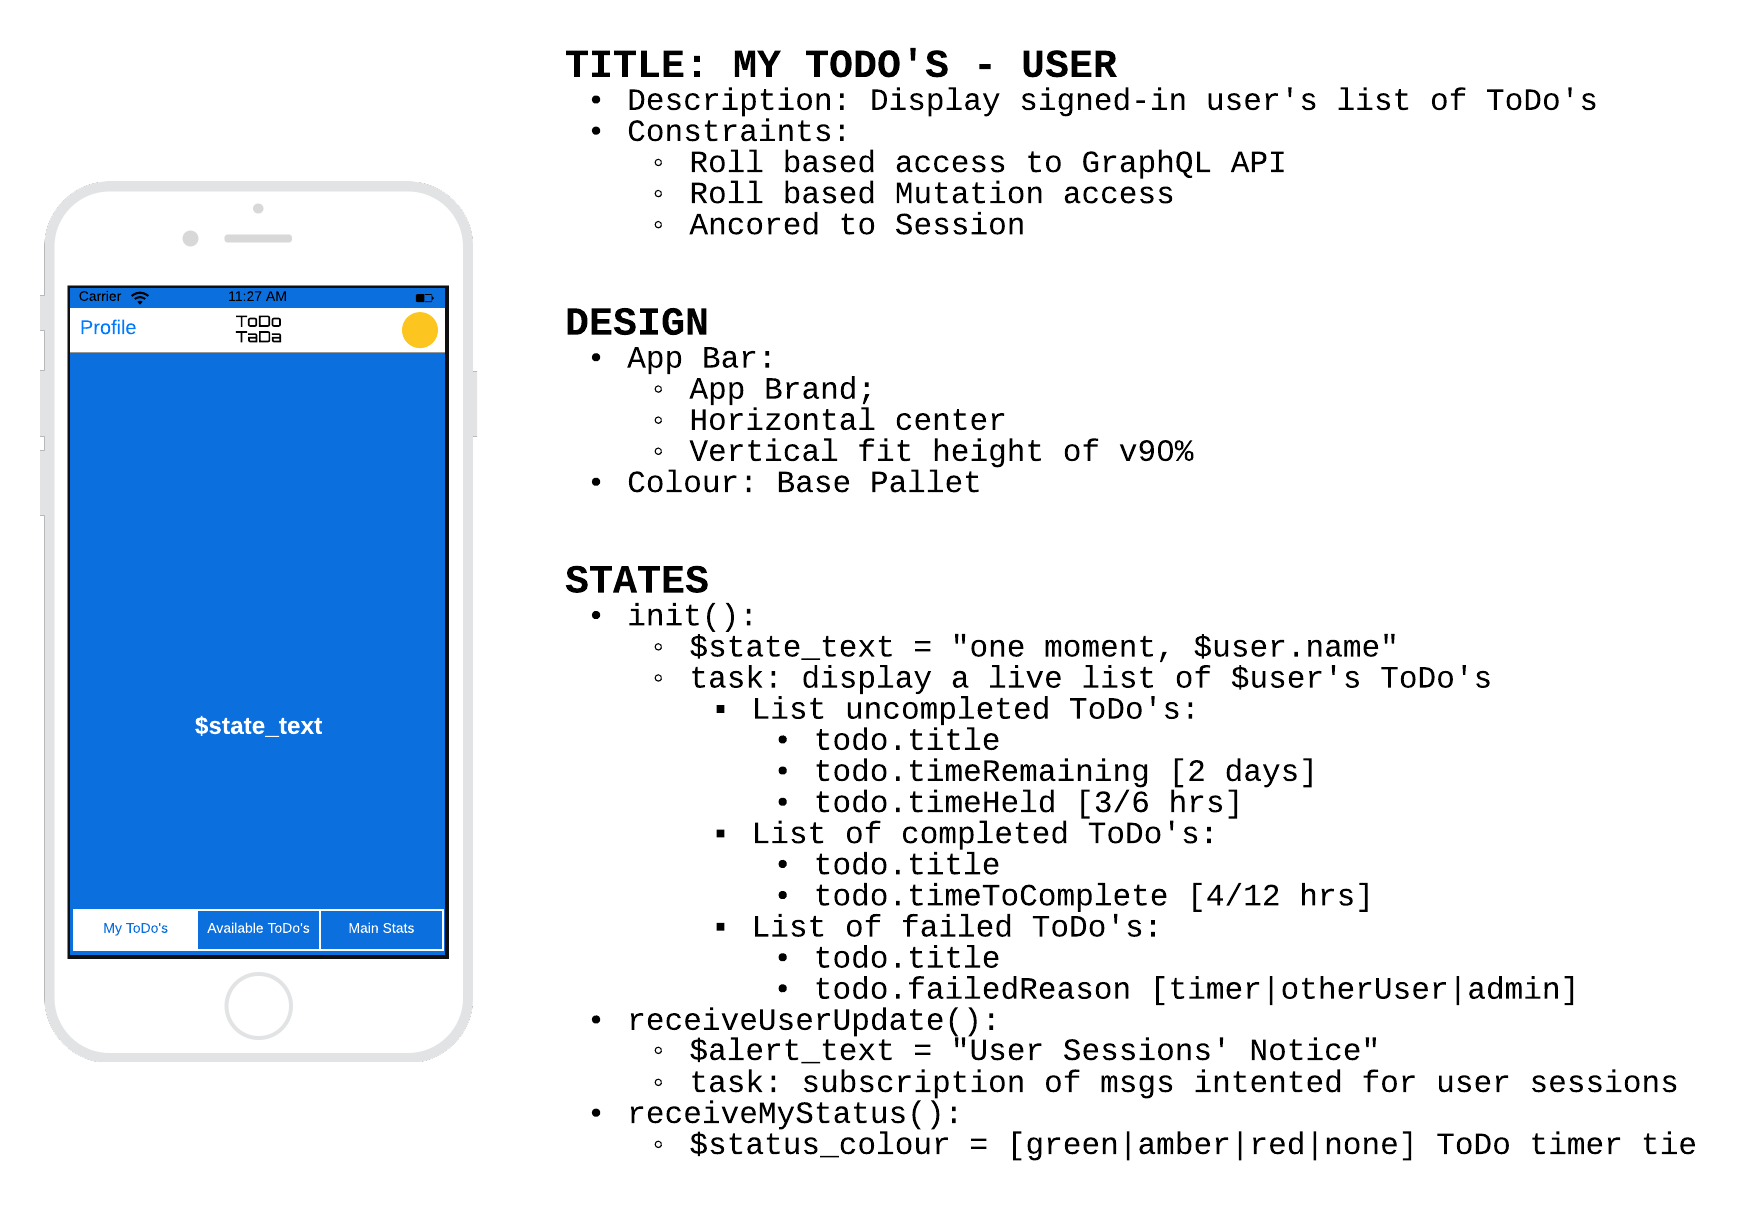 Carrier
11:27 AM
Profile
ToDo
TaDa
$state_text
My ToDo's
Available ToDo's
Main Stats
TITLE: MY TODO'S - USER
• Description: Display signed-in user's list of ToDo's
• Constraints:
◦ Roll based access to GraphQL API
◦ Roll based Mutation access
◦ Ancored to Session
DESIGN
• App Bar:
◦ App Brand;
◦ Horizontal center
◦ Vertical fit height of v90%
• Colour: Base Pallet
STATES
• init():
◦ $state_text = "one moment, $user.name"
◦ task: display a live list of $user's ToDo's
▪ List uncompleted ToDo's:
• todo.title
• todo.timeRemaining [2 days]
• todo.timeHeld [3/6 hrs]
▪ List of completed ToDo's:
• todo.title
• todo.timeToComplete [4/12 hrs]
▪ List of failed ToDo's:
• todo.title
• todo.failedReason [timer|otherUser|admin]
• receiveUserUpdate():
◦ $alert_text = "User Sessions' Notice"
◦ task: subscription of msgs intented for user sessions
• receiveMyStatus():
◦ $status_colour = [green|amber|red|none] ToDo timer tie